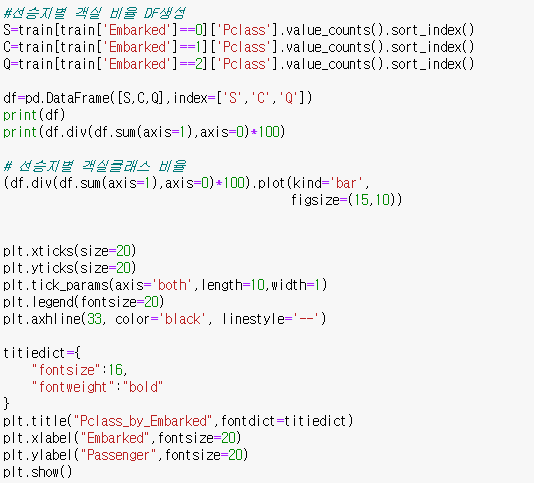 #선승지별 객실 비율 DF생성
S=train[train['Embarked']==0]['Pclass'].value_counts().sort_index()
C=train[train['Embarked']==1]['Pclass'].value_counts().sort_index()
Q=train[train['Embarked']==2]['Pclass'].value_counts().sort_index()
df=pd.DataFrame([S,C,Q],index=['S','C','Q'])
print(df)
print(df.div(df.sum(axis=1),axis=0)*100)
# 선승지별 객실클래스 비율
(df.div(df.sum(axis=1),axis=0)*100).plot(kind='bar',
figsize=(15,10))
plt.xticks(size=20)
plt.yticks(size=20)
plt.tick_params(axis='both',length=10,width=1)
plt.legend(fontsize=20)
plt.axhline(33, color='black', linestyle='--')
titiedict={
"fontsize":16,
"fontweight":"bold"
}
plt.title("Pclass_by_Embarked",fontdict=titiedict)
plt.xlabel("Embarked",fontsize=20)
plt.ylabel("Passenger",fontsize=20)
plt.show()